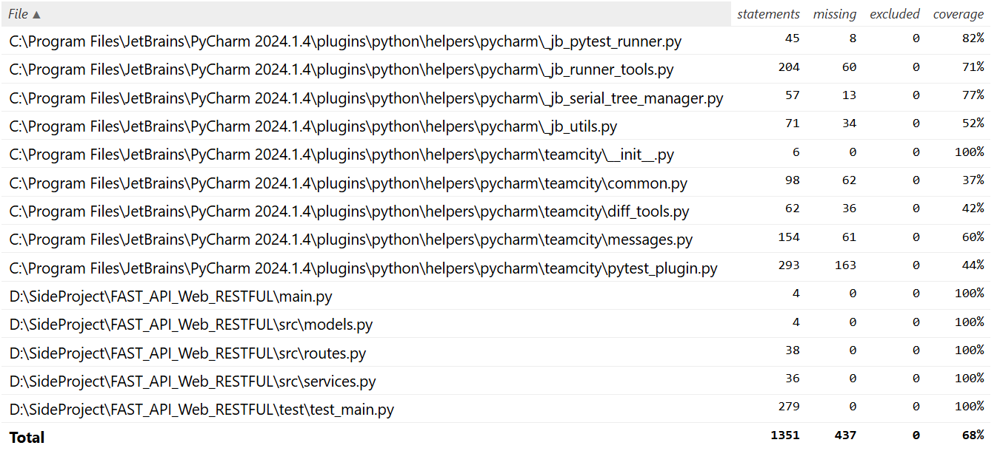 File ▲ statements missing excluded coverage
C:\Program Files\JetBrains\PyCharm 2024.1.4\plugins\python\helpers\pycharm\_jb_pytest_runner.py 45 8 0 82%
C:\Program Files\JetBrains\PyCharm 2024.1.4\plugins\python\helpers\pycharm\_jb_runner_tools.py 204 60 0 71%
C:\Program Files\JetBrains\PyCharm 2024.1.4\plugins\python\helpers\pycharm\_jb_serial_tree_manager.py 57 13 0 77%
C:\Program Files\JetBrains\PyCharm 2024.1.4\plugins\python\helpers\pycharm\_jb_utils.py 71 34 0 52%
C:\Program Files\JetBrains\PyCharm 2024.1.4\plugins\python\helpers\pycharm\teamcity\__init__.py 6 0 0 100%
C:\Program Files\JetBrains\PyCharm 2024.1.4\plugins\python\helpers\pycharm\teamcity\common.py 98 62 0 37%
C:\Program Files\JetBrains\PyCharm 2024.1.4\plugins\python\helpers\pycharm\teamcity\diff_tools.py 62 36 0 42%
C:\Program Files\JetBrains\PyCharm 2024.1.4\plugins\python\helpers\pycharm\teamcity\messages.py 154 61 0 60%
C:\Program Files\JetBrains\PyCharm 2024.1.4\plugins\python\helpers\pycharm\teamcity\pytest_plugin.py 293 163 0 44%
D:\SideProject\FAST_API_Web_RESTFUL\main.py 4 0 0 100%
D:\SideProject\FAST_API_Web_RESTFUL\src\models.py 4 0 0 100%
D:\SideProject\FAST_API_Web_RESTFUL\src\routes.py 38 0 0 100%
D:\SideProject\FAST_API_Web_RESTFUL\src\services.py 36 0 0 100%
D:\SideProject\FAST_API_Web_RESTFUL\test\test_main.py 279 0 0 100%
Total 1351 437 0 68%